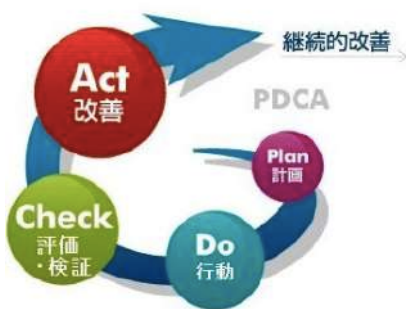 継続的改善
PDCA
Act
改善
Plan
計画
Check
評価
・検証
Do
行動